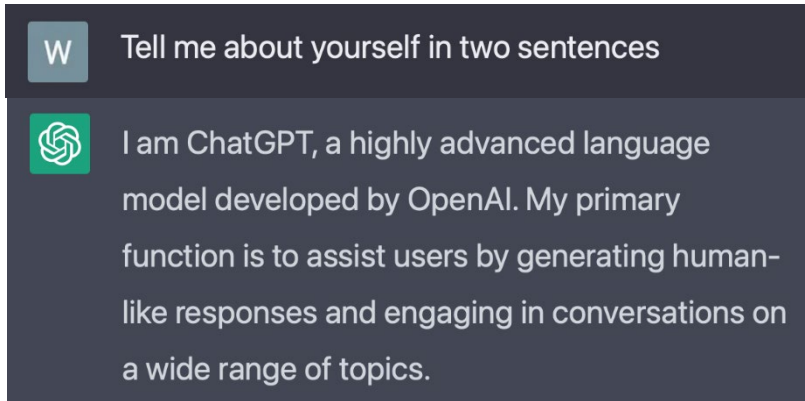 W
Tell me about yourself in two sentences
I am ChatGPT, a highly advanced language
model developed by OpenAI. My primary
function is to assist users by generating human-
like responses and engaging in conversations on
a wide range of topics.